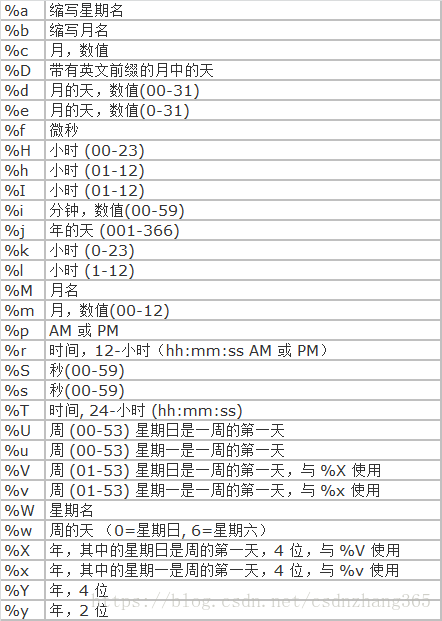 %a 缩写星期名
%b 缩写月名
%c 月，数值
%D 带有英文前缀的月中的天
%d 月的天，数值(00-31)
%e 月的天，数值(0-31)
%f 微秒
%H 小时 (00-23)
%h 小时 (01-12)
%I 小时 (01-12)
%i 分钟，数值(00-59)
%j 年的天 (001-366)
%k 小时 (0-23)
%l 小时 (1-12)
%M 月名
%m 月，数值(00-12)
%p AM 或 PM
%r 时间，12-小时（hh:mm:ss AM 或 PM）
%S 秒(00-59)
%s 秒(00-59)
%T 时间, 24-小时 (hh:mm:ss)
%U 周 (00-53) 星期日是一周的第一天
%u 周 (00-53) 星期一是一周的第一天
%V 周 (01-53) 星期日是一周的第一天，与 %X 使用
%v 周 (01-53) 星期一是一周的第一天，与 %x 使用
%W 星期名
%w 周的天 （0=星期日, 6=星期六）
%X 年，其中的星期日是周的第一天，4 位，与 %V 使用
%x 年，其中的星期一是周的第一天，4 位，与 %v 使用
%Y 年，4 位
%y 年，2 位
https://blog.csdn.net/csdnzhang365